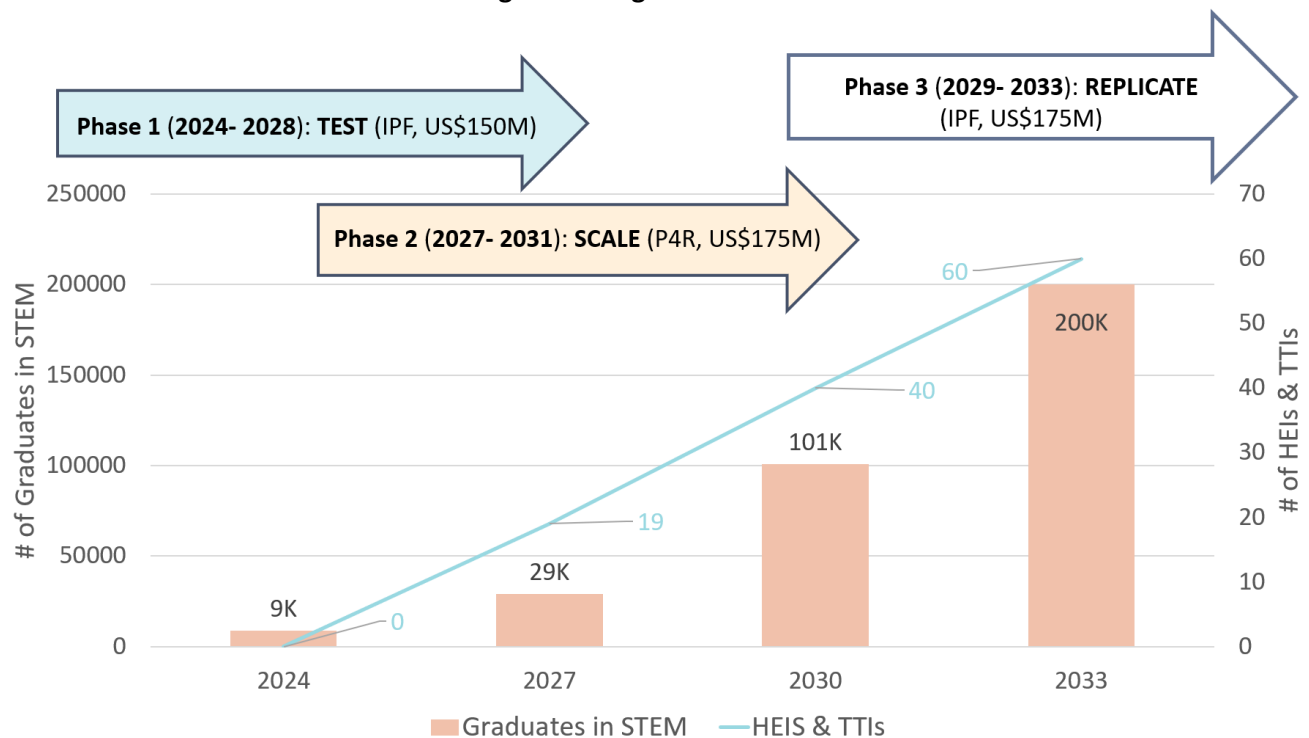 Phase 3 (2029- 2033): REPLICATE
(IPF, US$175M)
Phase 1 (2024- 2028): TEST (IPF, US$150M)
Phase 2 (2027- 2031): SCALE (P4R, US$175M)
# of Graduates in STEM
250000
200000
150000
100000
50000
0
70
60
50
40
30
20
10
0
# of HEIs & TTIs
9K
29K
101K
200K
0
19
40
60
2024
2027
2030
2033
Graduates in STEM
HEIS & TTIs